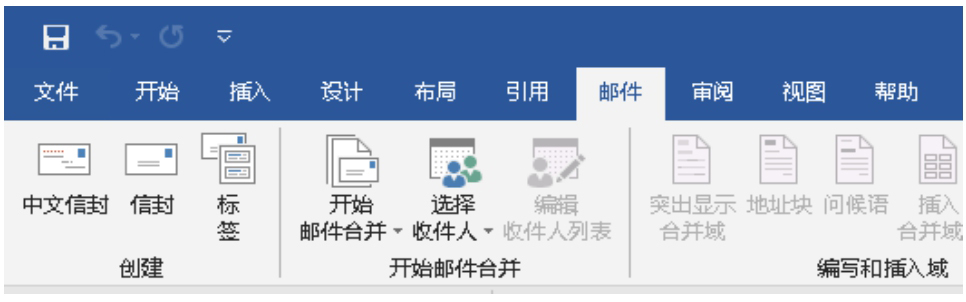 文件 开始 插入 设计 布局 引用 邮件 审阅 视图 帮助
中文信封 信封 标签 开始邮件合并 选择收件人 编辑收件人列表 突出显示合并域 地址块 问候语 插入合并域
创建 开始邮件合并 编写和插入域